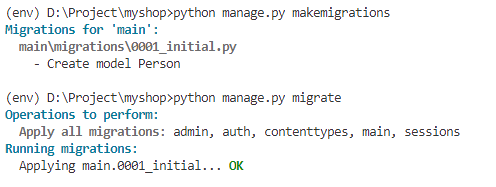 (env) D:\Project\myshop>python manage.py makemigrations
Migrations for 'main':
  main\migrations\0001_initial.py
    - Create model Person
(env) D:\Project\myshop>python manage.py migrate
Operations to perform:
  Apply all migrations: admin, auth, contenttypes, main, sessions
Running migrations:
  Applying main.0001_initial... OK